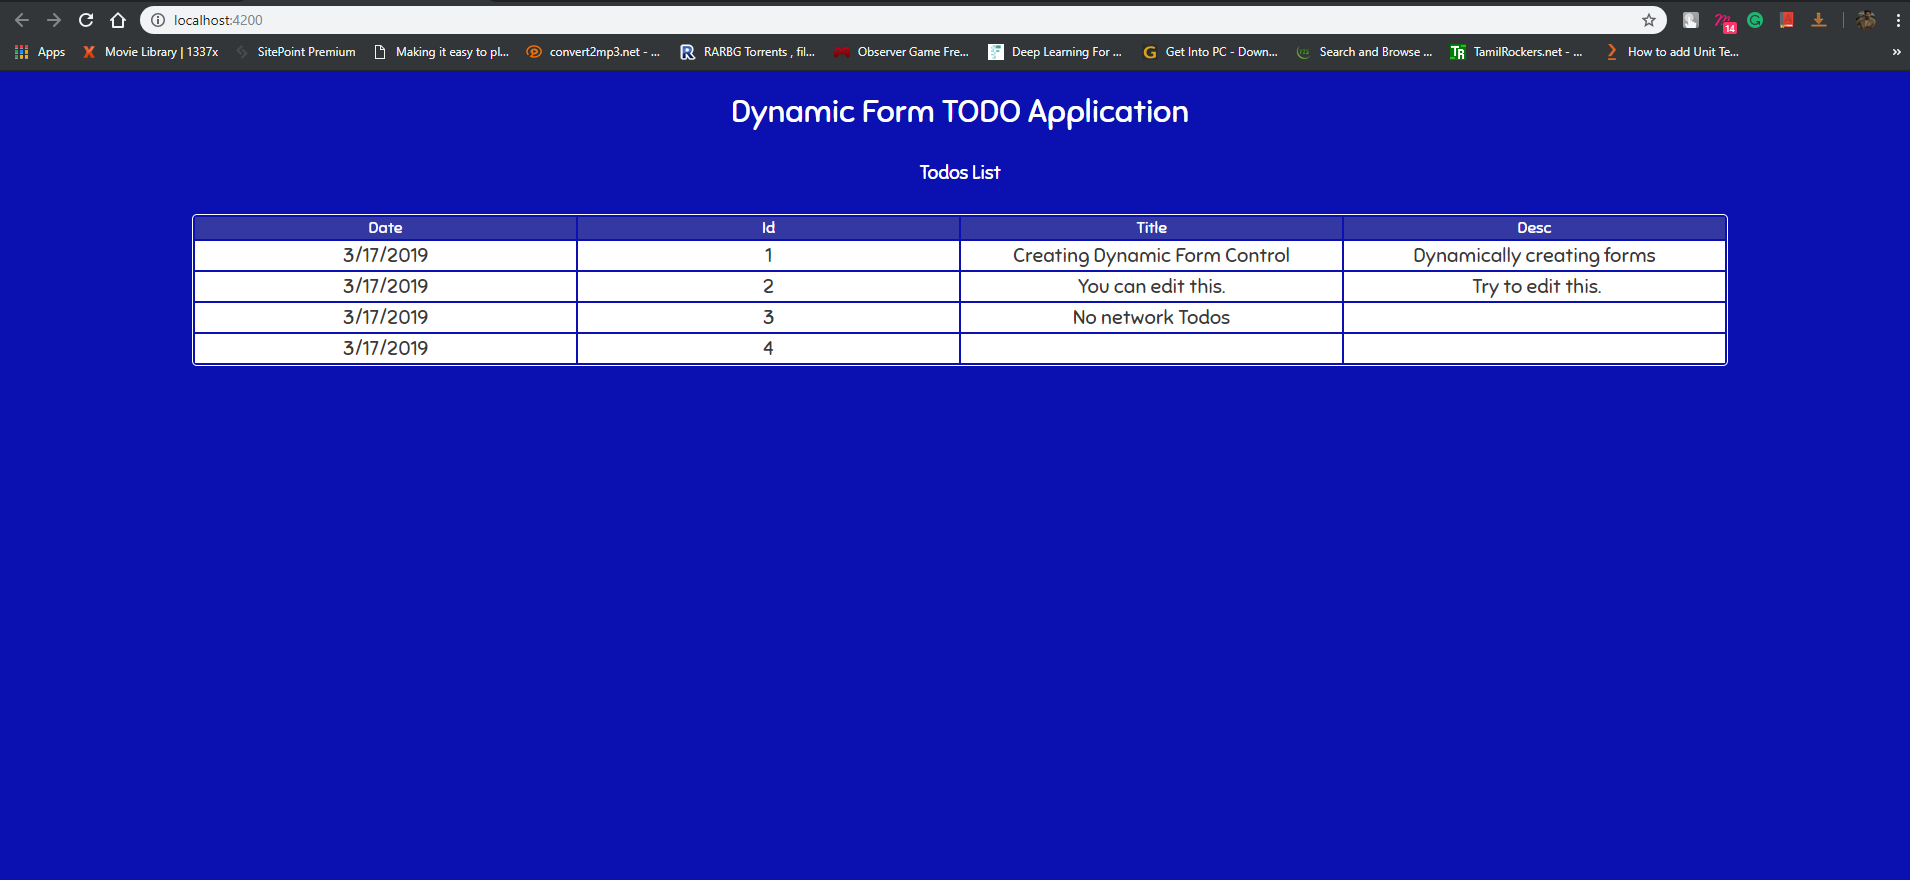 localhost:4200
14
Apps Movie Library | 1337x SitePoint Premium Making it easy to pl... convert2mp3.net - ... RARBG Torrents , fil... Observer Game Fre... Deep Learning For ... Get Into PC - Down... Search and Browse ... TamilRockers.net - ... How to add Unit Te... »
Dynamic Form TODO Application
Todos List
Date Id Title Desc
3/17/2019 1 Creating Dynamic Form Control Dynamically creating forms
3/17/2019 2 You can edit this. Try to edit this.
3/17/2019 3 No network Todos
3/17/2019 4